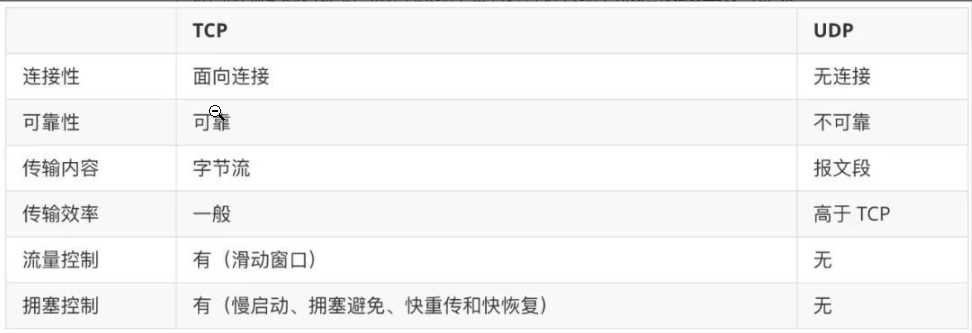 TCP UDP
连接性 面向连接 无连接
可靠性 可靠 不可靠
传输内容 字节流 报文段
传输效率 一般 高于 TCP
流量控制 有（滑动窗口） 无
拥塞控制 有（慢启动、拥塞避免、快重传和快恢复） 无